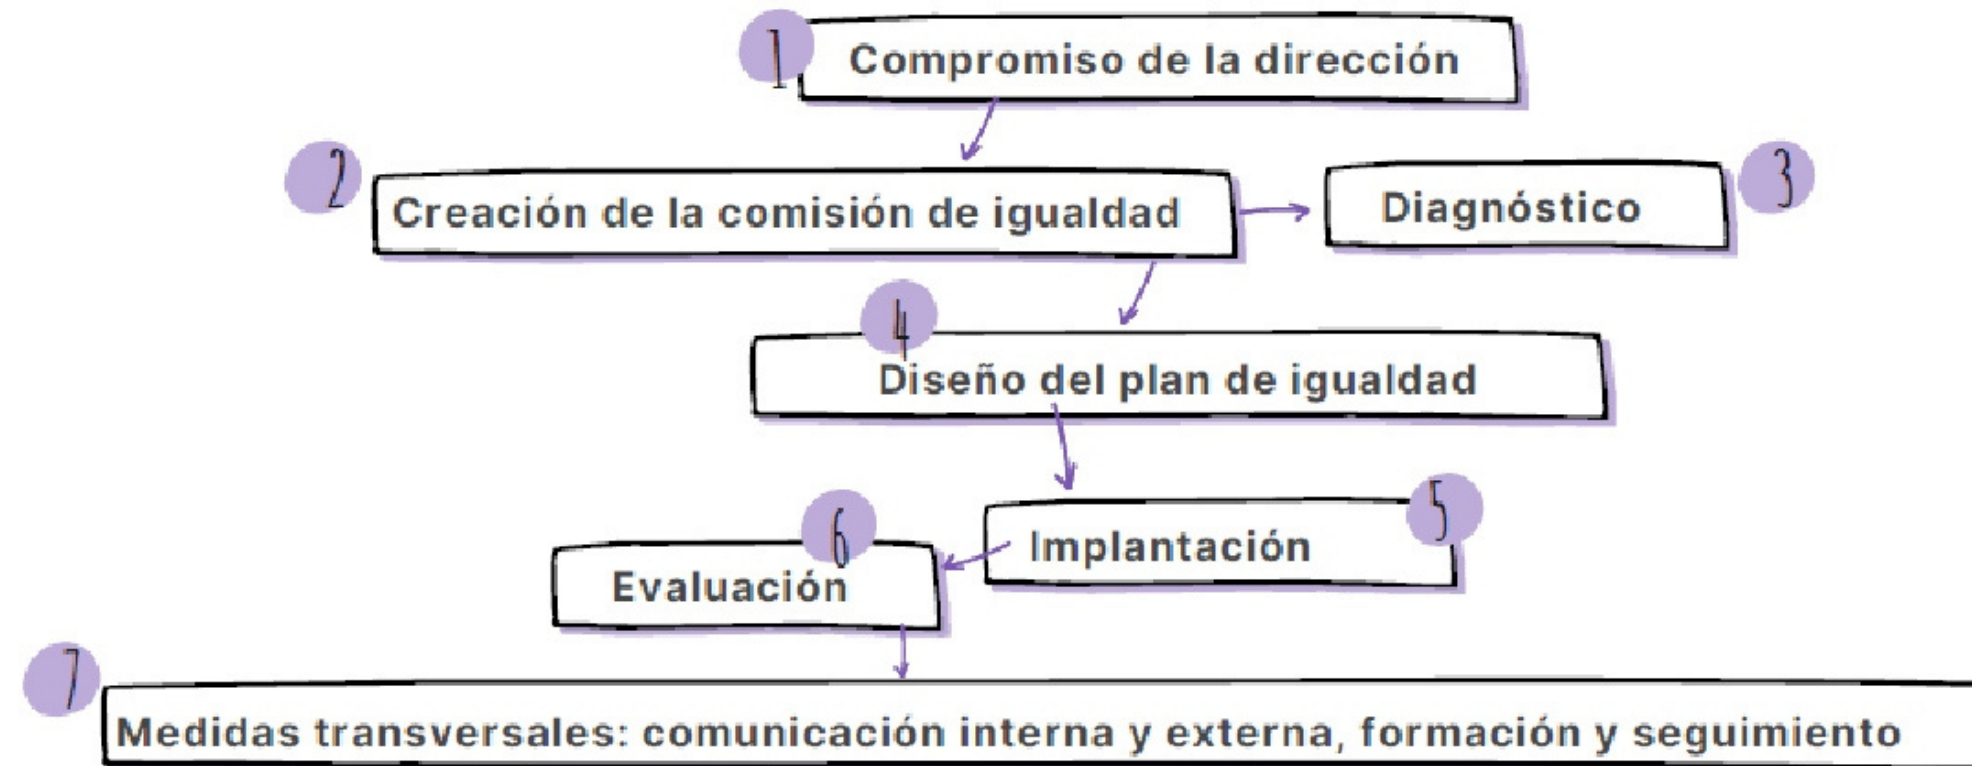 1
Compromiso de la dirección
2
Creación de la comisión de igualdad
Diagnóstico
3
4
Diseño del plan de igualdad
5
Implantación
6
Evaluación
7
Medidas transversales: comunicación interna y externa, formación y seguimiento